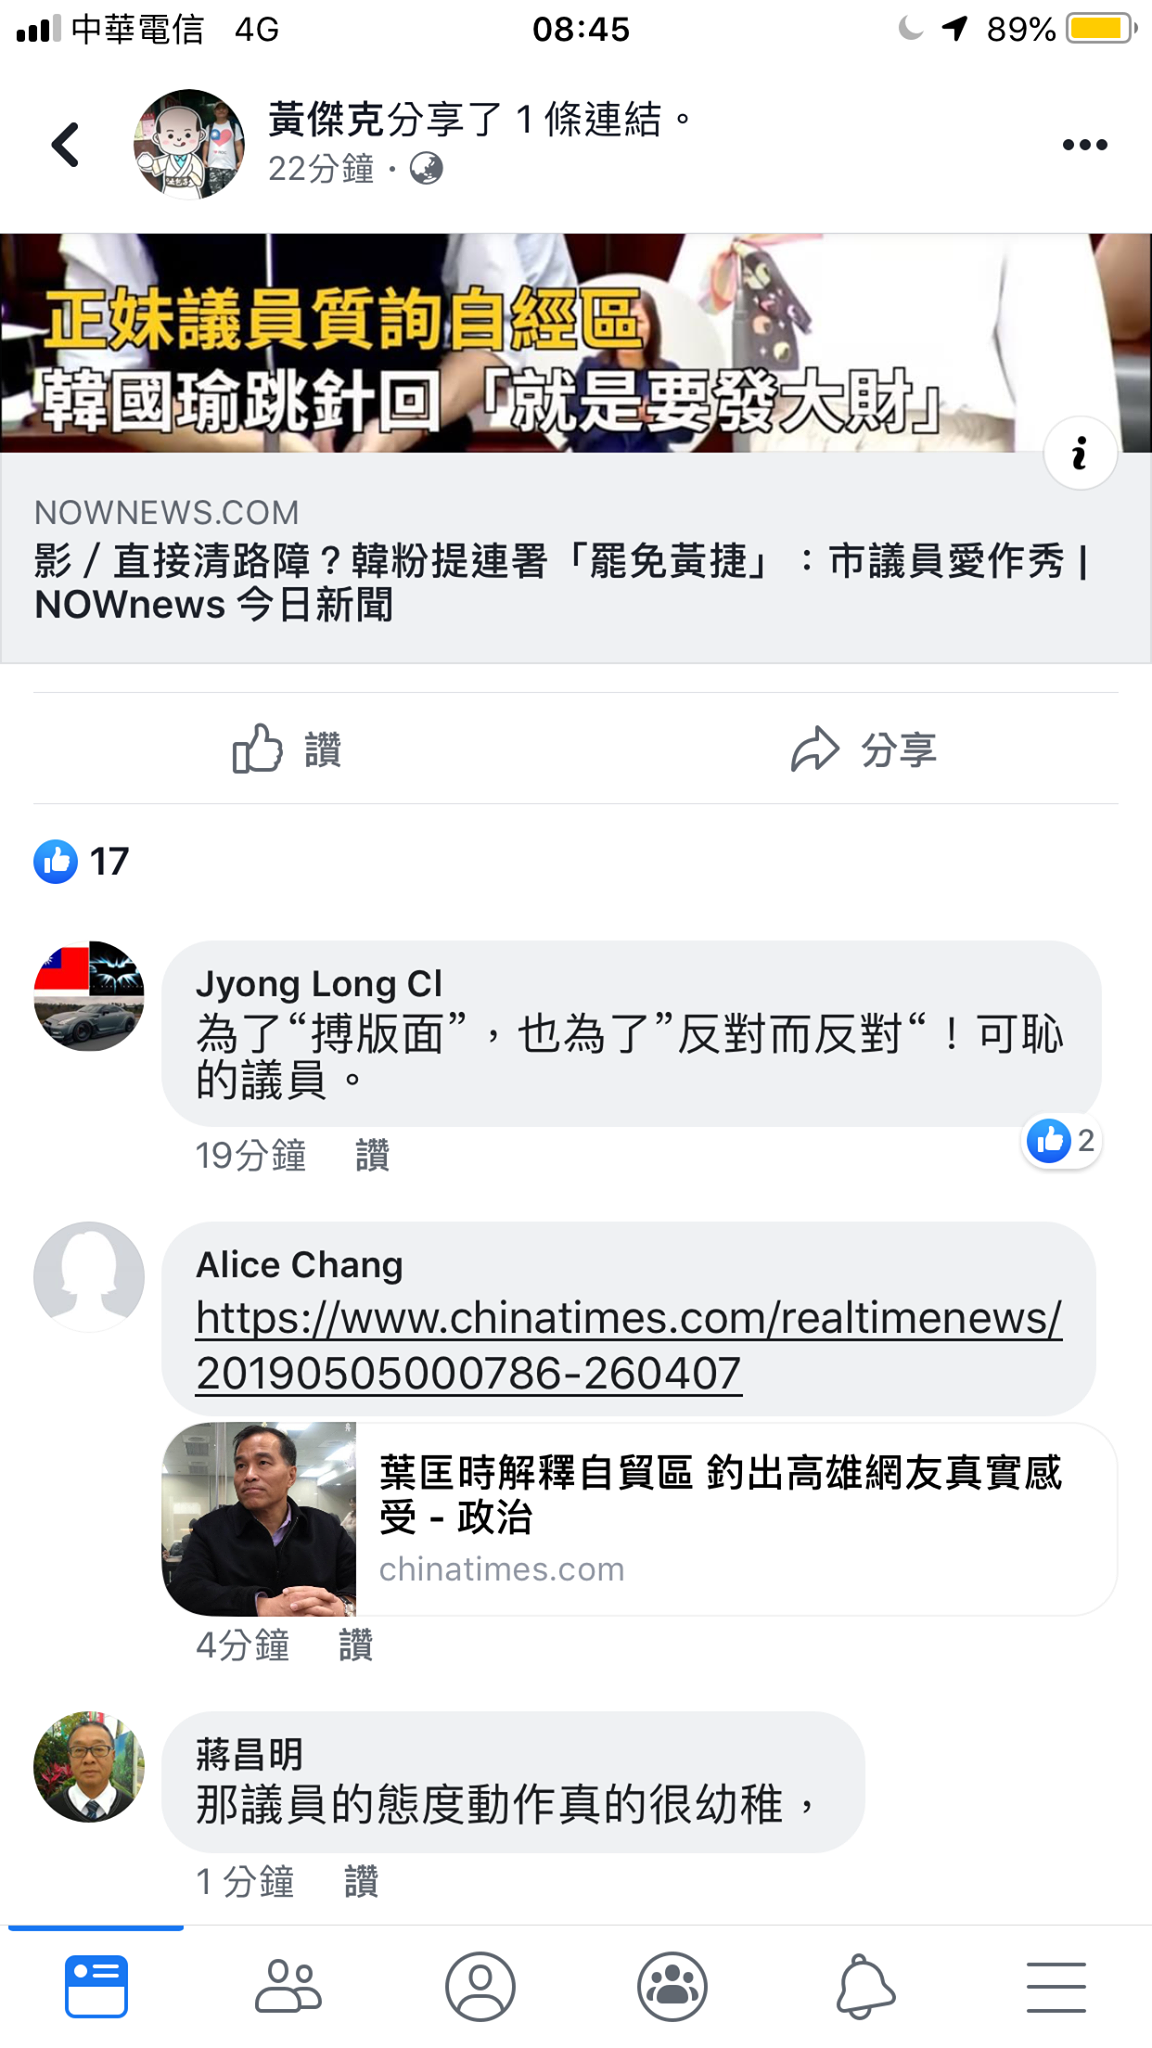 中華電信 4G 08:45 89%
黃傑克分享了 1 條連結。
22分鐘 ·
正妹議員質詢自經區
韓國瑜跳針回「就是要發大財」
NOWNEWS.COM
影 / 直接清路障？韓粉提連署「罷免黃捷」：市議員愛作秀 |
NOWnews 今日新聞
讚 分享
17
Jyong Long Cl
為了“搏版面”，也為了”反對而反對“！可恥
的議員。
19分鐘 讚 2
Alice Chang
https://www.chinatimes.com/realtimenews/
20190505000786-260407
葉匡時解釋自貿區 釣出高雄網友真實感
受 - 政治
chinatimes.com
4分鐘 讚
蔣昌明
那議員的態度動作真的很幼稚，
1 分鐘 讚